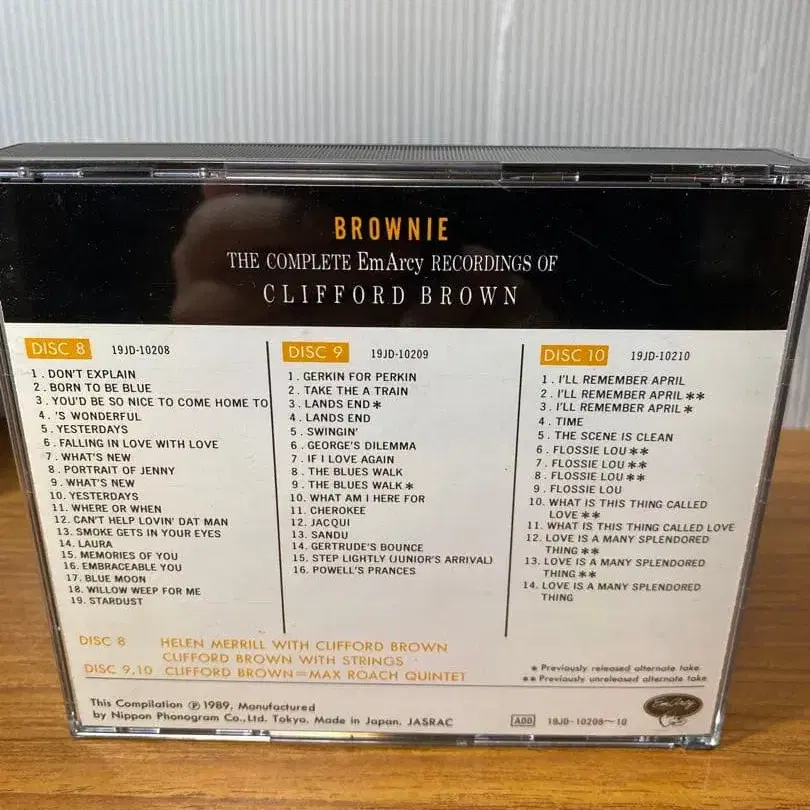 BROWNIE
THE COMPLETE EmArcy RECORDINGS OF
CLIFFORD BROWN
DISC 8 19JD-10208
1. DON'T EXPLAIN
2. BORN TO BE BLUE
3. YOU'D BE SO NICE TO COME HOME TO
4. 'S WONDERFUL
5. YESTERDAYS
6. FALLING IN LOVE WITH LOVE
7. WHAT'S NEW
8. PORTRAIT OF JENNY
9. WHAT'S NEW
10. YESTERDAYS
11. WHERE OR WHEN
12. CAN'T HELP LOVIN' DAT MAN
13. SMOKE GETS IN YOUR EYES
14. LAURA
15. MEMORIES OF YOU
16. EMBRACEABLE YOU
17. BLUE MOON
18. WILLOW WEEP FOR ME
19. STARDUST
DISC 9 19JD-10209
1. GERKIN FOR PERKIN
2. TAKE THE A TRAIN
3. LANDS END*
4. LANDS END
5. SWINGIN'
6. GEORGE'S DILEMMA
7. IF I LOVE AGAIN
8. THE BLUES WALK
9. THE BLUES WALK*
10. WHAT AM I HERE FOR
11. CHEROKEE
12. JACQUI
13. SANDU
14. GERTRUDE'S BOUNCE
15. STEP LIGHTLY (JUNIOR'S ARRIVAL)
16. POWELL'S PRANCES
DISC 10 19JD-10210
1. I'LL REMEMBER APRIL
2. I'LL REMEMBER APRIL**
3. I'LL REMEMBER APRIL*
4. TIME
5. THE SCENE IS CLEAN
6. FLOSSIE LOU**
7. FLOSSIE LOU**
8. FLOSSIE LOU**
9. FLOSSIE LOU
10. WHAT IS THIS THING CALLED
LOVE**
11. WHAT IS THIS THING CALLED LOVE
12. LOVE IS A MANY SPLENDORED
THING**
13. LOVE IS A MANY SPLENDORED
THING**
14. LOVE IS A MANY SPLENDORED
THING
DISC 8 HELEN MERRILL WITH CLIFFORD BROWN
CLIFFORD BROWN WITH STRINGS
DISC 9,10 CLIFFORD BROWN=MAX ROACH QUINTET
* Previously released alternate take
** Previously unreleased alternate take
This Compilation ℗ 1989, Manufactured
by Nippon Phonogram Co., Ltd. Tokyo. Made in Japan. JASRAC
ADD 19JD-10208~10
EmArcy